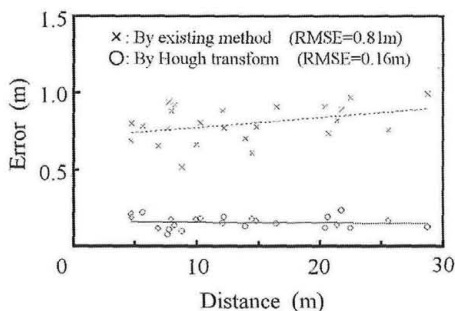 1.5
× : By existing method (RMSE=0.81m)
○ : By Hough transform (RMSE=0.16m)
1.0
0.5
0
0 10 20 30
Error (m)
Distance (m)